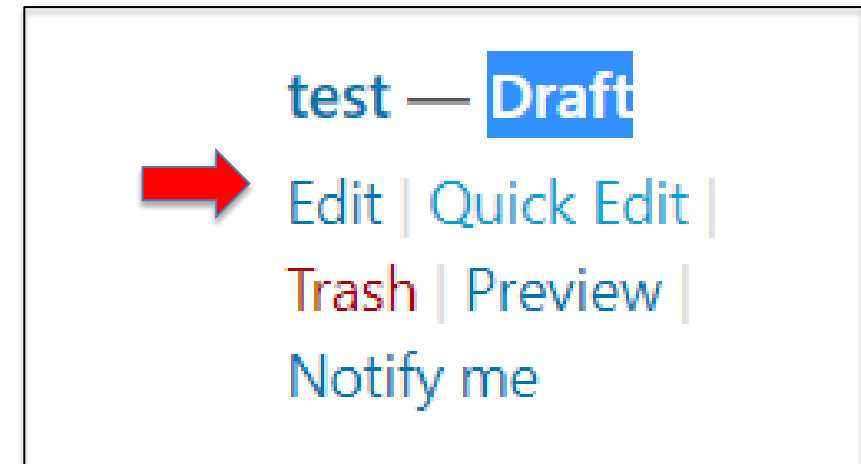 test — Draft
Edit | Quick Edit |
Trash | Preview |
Notify me